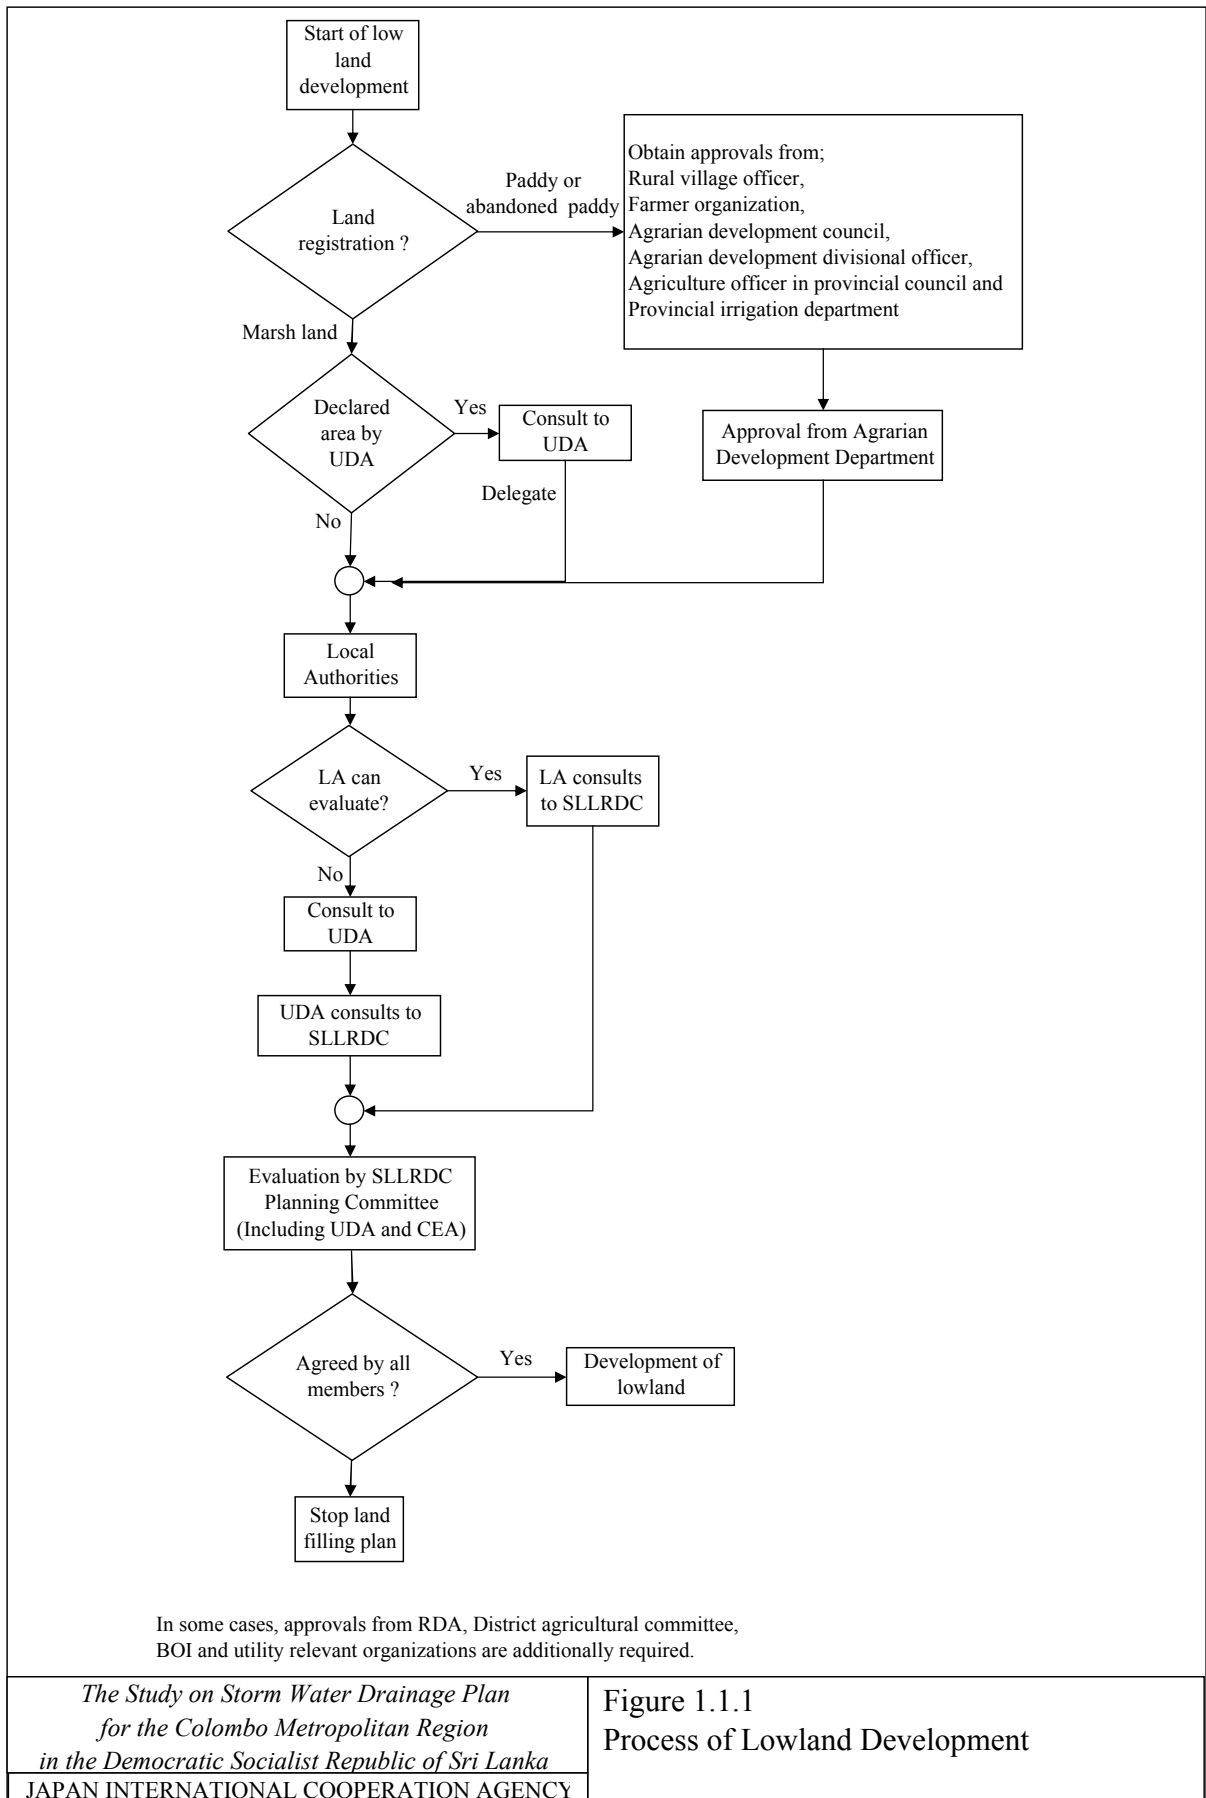 Start of low
land
development
Land
registration ?
Paddy or
abandoned paddy
Obtain approvals from;
Rural village officer,
Farmer organization,
Agrarian development council,
Agrarian development divisional officer,
Agriculture officer in provincial council and
Provincial irrigation department
Marsh land
Declared
area by
UDA
Yes
Consult to
UDA
Approval from Agrarian
Development Department
Delegate
No
Local
Authorities
LA can
evaluate?
Yes
LA consults
to SLLRDC
No
Consult to
UDA
UDA consults to
SLLRDC
Evaluation by SLLRDC
Planning Committee
(Including UDA and CEA)
Agreed by all
members ?
Yes
Development of
lowland
Stop land
filling plan
In some cases, approvals from RDA, District agricultural committee,
BOI and utility relevant organizations are additionally required.
The Study on Storm Water Drainage Plan
for the Colombo Metropolitan Region
in the Democratic Socialist Republic of Sri Lanka
JAPAN INTERNATIONAL COOPERATION AGENCY
Figure 1.1.1
Process of Lowland Development